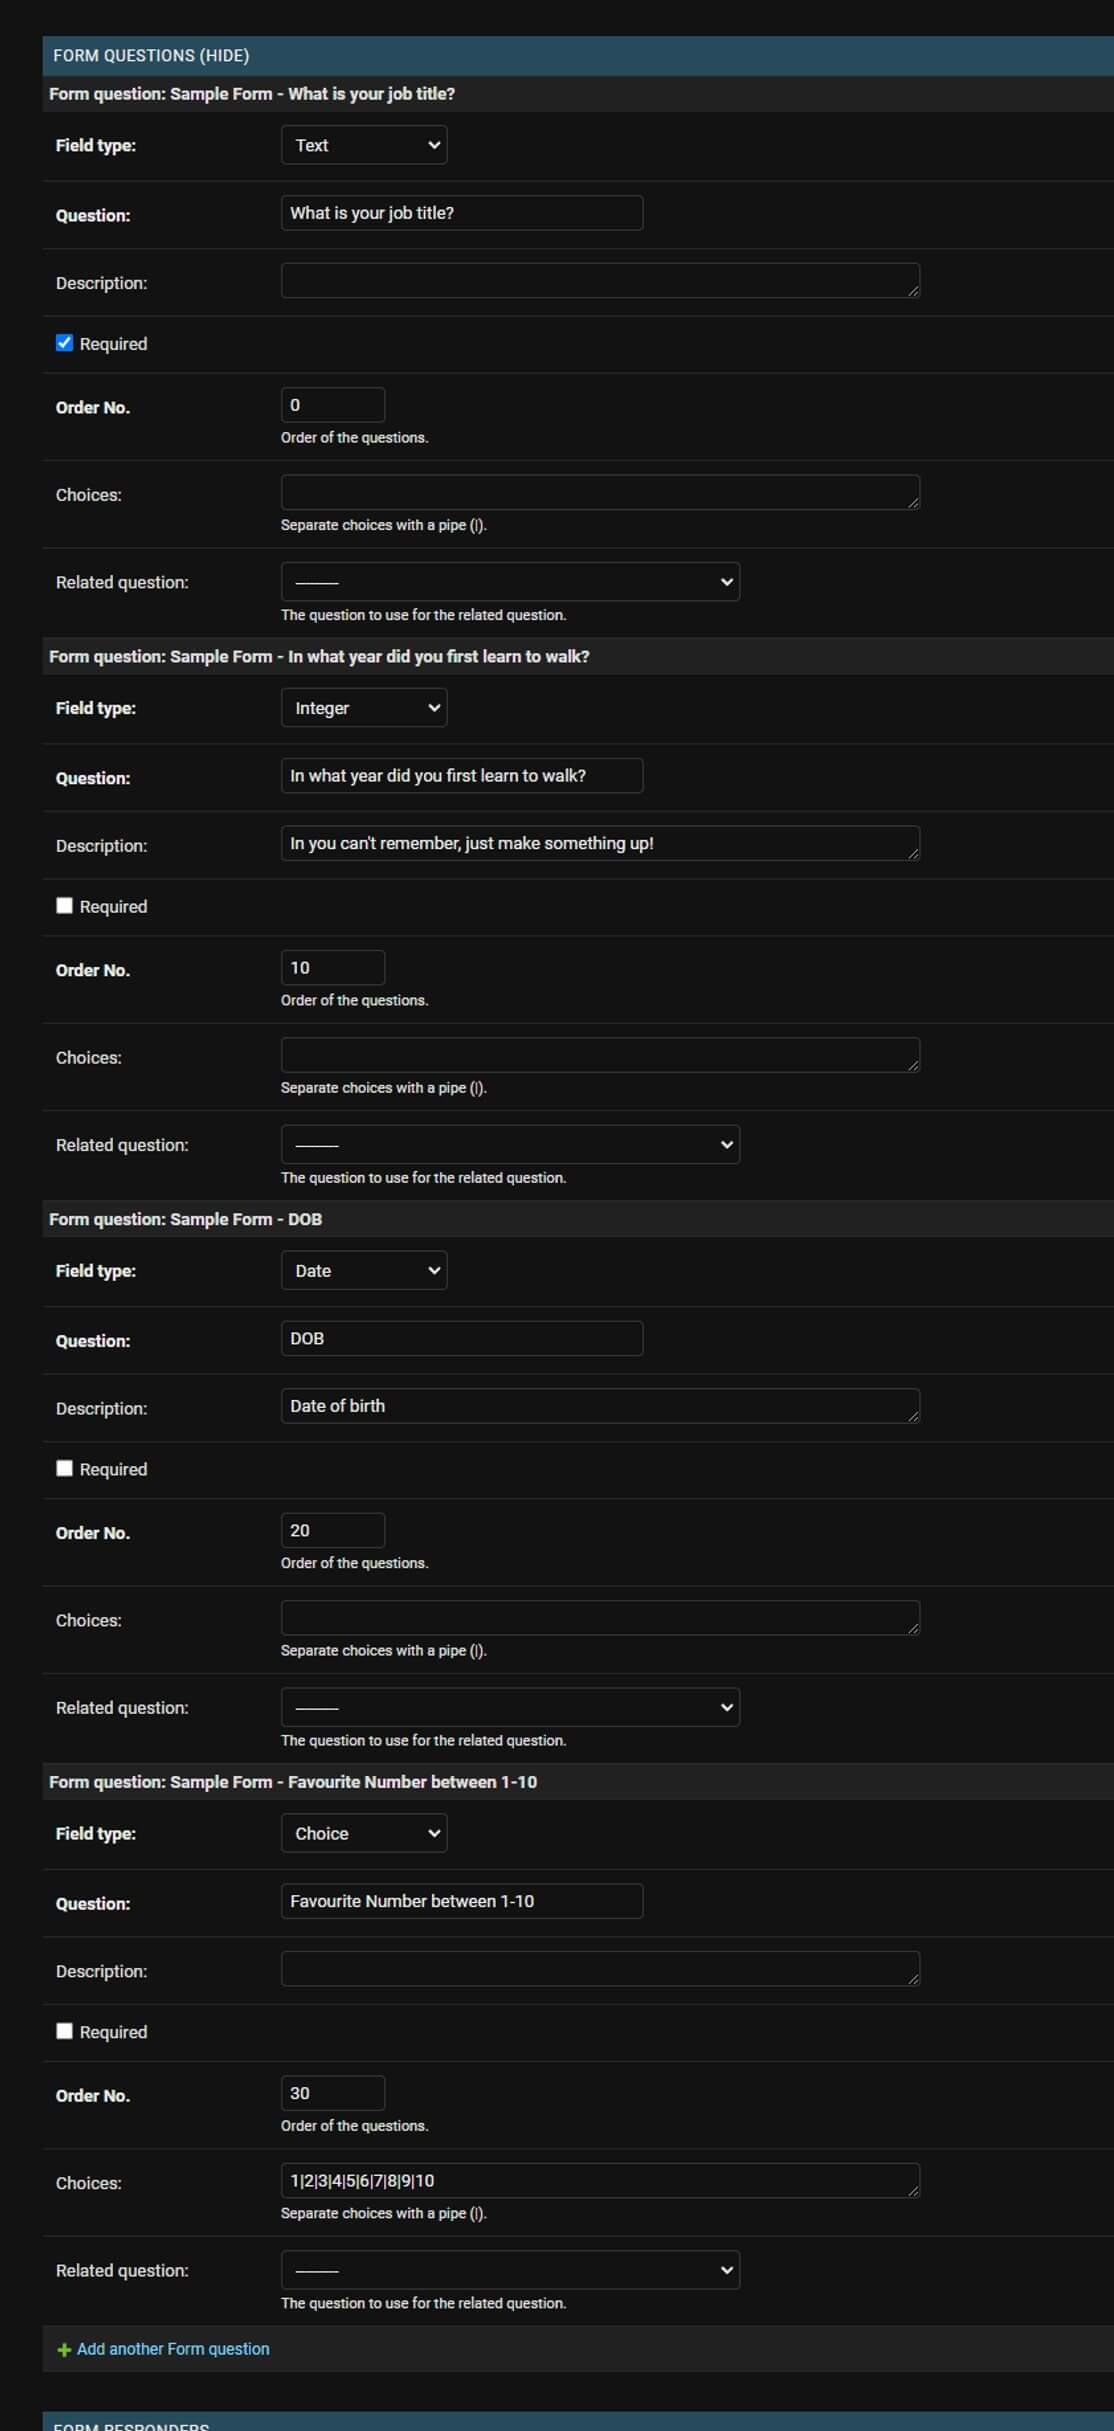 FORM QUESTIONS (HIDE)
Form question: Sample Form - What is your job title?
Field type: Text
Question: What is your job title?
Description:
Required
Order No. 0
Order of the questions.
Choices:
Separate choices with a pipe (|).
Related question: ---------
The question to use for the related question.
Form question: Sample Form - In what year did you first learn to walk?
Field type: Integer
Question: In what year did you first learn to walk?
Description: In you can't remember, just make something up!
Required
Order No. 10
Order of the questions.
Choices:
Separate choices with a pipe (|).
Related question: ---------
The question to use for the related question.
Form question: Sample Form - DOB
Field type: Date
Question: DOB
Description: Date of birth
Required
Order No. 20
Order of the questions.
Choices:
Separate choices with a pipe (|).
Related question: ---------
The question to use for the related question.
Form question: Sample Form - Favourite Number between 1-10
Field type: Choice
Question: Favourite Number between 1-10
Description:
Required
Order No. 30
Order of the questions.
Choices: 1|2|3|4|5|6|7|8|9|10
Separate choices with a pipe (|).
Related question: ---------
The question to use for the related question.
Add another Form question
FORM RESPONDERS